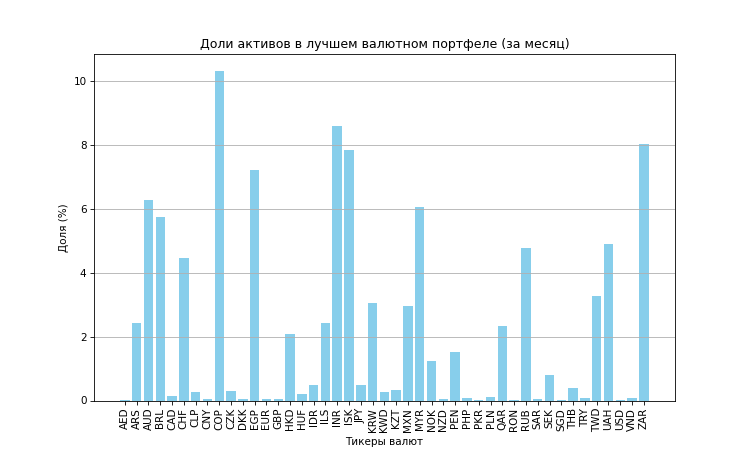 Доли активов в лучшем валютном портфеле (за месяц)
Доля (%)
10
8
6
4
2
0
AED ARS AUD BRL CAD CHF CLP CNY COP CZK DKK EGP EUR GBP HKD HUF IDR ILS INR ISK JPY KRW KWD KZT MXN MYR NOK NZD PEN PHP PKR PLN QAR RON RUB SAR SEK SGD THB TRY TWD UAH USD VND ZAR
Тикеры валют